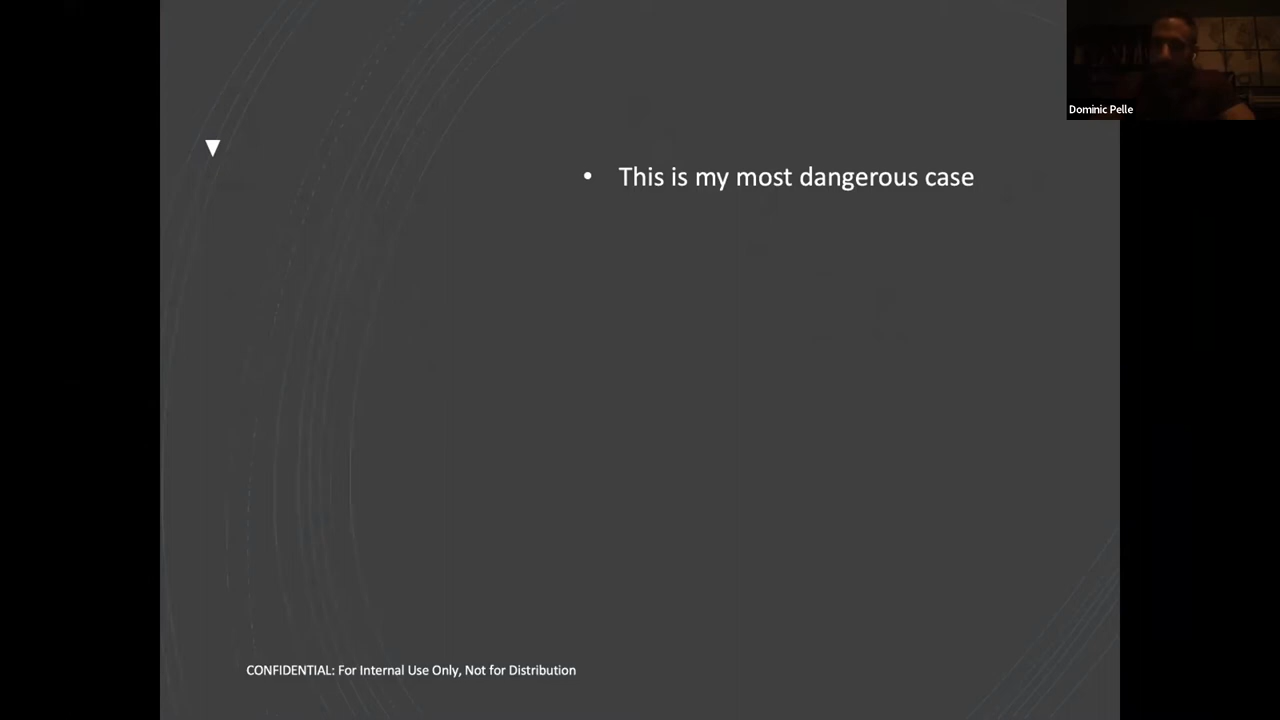 Dominic Pelle
• This is my most dangerous case
CONFIDENTIAL: For Internal Use Only, Not for Distribution